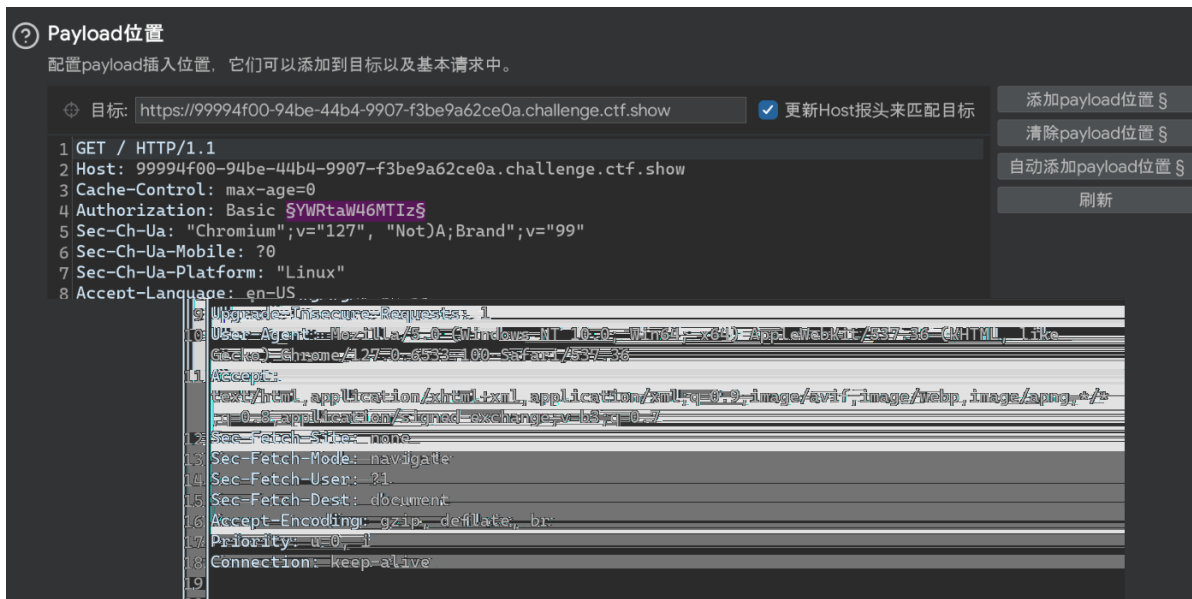 Payload位置
配置payload插入位置，它们可以添加到目标以及基本请求中。
目标: https://99994f00-94be-44b4-9907-f3be9a62ce0a.challenge.ctf.show
更新Host报头来匹配目标
添加payload位置 §
清除payload位置 §
自动添加payload位置 §
刷新
1 GET / HTTP/1.1
2 Host: 99994f00-94be-44b4-9907-f3be9a62ce0a.challenge.ctf.show
3 Cache-Control: max-age=0
4 Authorization: Basic §YWRtaW46MTIz§
5 Sec-Ch-Ua: "Chromium";v="127", "Not)A;Brand";v="99"
6 Sec-Ch-Ua-Mobile: ?0
7 Sec-Ch-Ua-Platform: "Linux"
8 Accept-Language: en-US
9 Upgrade-Insecure-Requests: 1
10 User-Agent: Mozilla/5.0 (Windows NT 10.0; Win64; x64) AppleWebKit/537.36 (KHTML, like
Gecko) Chrome/127.0.6533.100 Safari/537.36
11 Accept:
text/html,application/xhtml+xml,application/xml;q=0.9,image/avif,image/webp,image/apng,*/*
;q=0.8,application/signed-exchange;v=b3;q=0.7
12 Sec-Fetch-Site: none
13 Sec-Fetch-Mode: navigate
14 Sec-Fetch-User: ?1
15 Sec-Fetch-Dest: document
16 Accept-Encoding: gzip, deflate, br
17 Priority: u=0, i
18 Connection: keep-alive
19